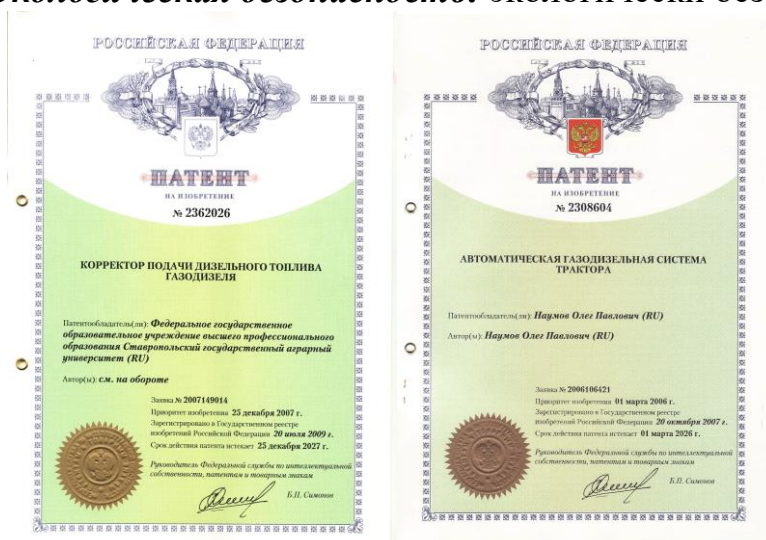 экологически без
РОССИЙСКАЯ ФЕДЕРАЦИЯ
ПАТЕНТ
НА ИЗОБРЕТЕНИЕ
№ 2362026
КОРРЕКТОР ПОДАЧИ ДИЗЕЛЬНОГО ТОПЛИВА
ГАЗОДИЗЕЛЯ
Патентообладатель(ли): Федеральное государственное
образовательное учреждение высшего профессионального
образования Ставропольский государственный аграрный
университет (RU)
Автор(ы): см. на обороте
Заявка № 2007149014
Приоритет изобретения 25 декабря 2007 г.
Зарегистрировано в Государственном реестре
изобретений Российской Федерации 20 июля 2009 г.
Срок действия патента истекает 25 декабря 2027 г.
Руководитель Федеральной службы по интеллектуальной
собственности, патентам и товарным знакам
Б.П. Симонов
РОССИЙСКАЯ ФЕДЕРАЦИЯ
ПАТЕНТ
НА ИЗОБРЕТЕНИЕ
№ 2308604
АВТОМАТИЧЕСКАЯ ГАЗОДИЗЕЛЬНАЯ СИСТЕМА
ТРАКТОРА
Патентообладатель(ли): Наумов Олег Павлович (RU)
Автор(ы): Наумов Олег Павлович (RU)
Заявка № 2006106421
Приоритет изобретения 01 марта 2006 г.
Зарегистрировано в Государственном реестре
изобретений Российской Федерации 20 октября 2007 г.
Срок действия патента истекает 01 марта 2026 г.
Руководитель Федеральной службы по интеллектуальной
собственности, патентам и товарным знакам
Б.П. Симонов